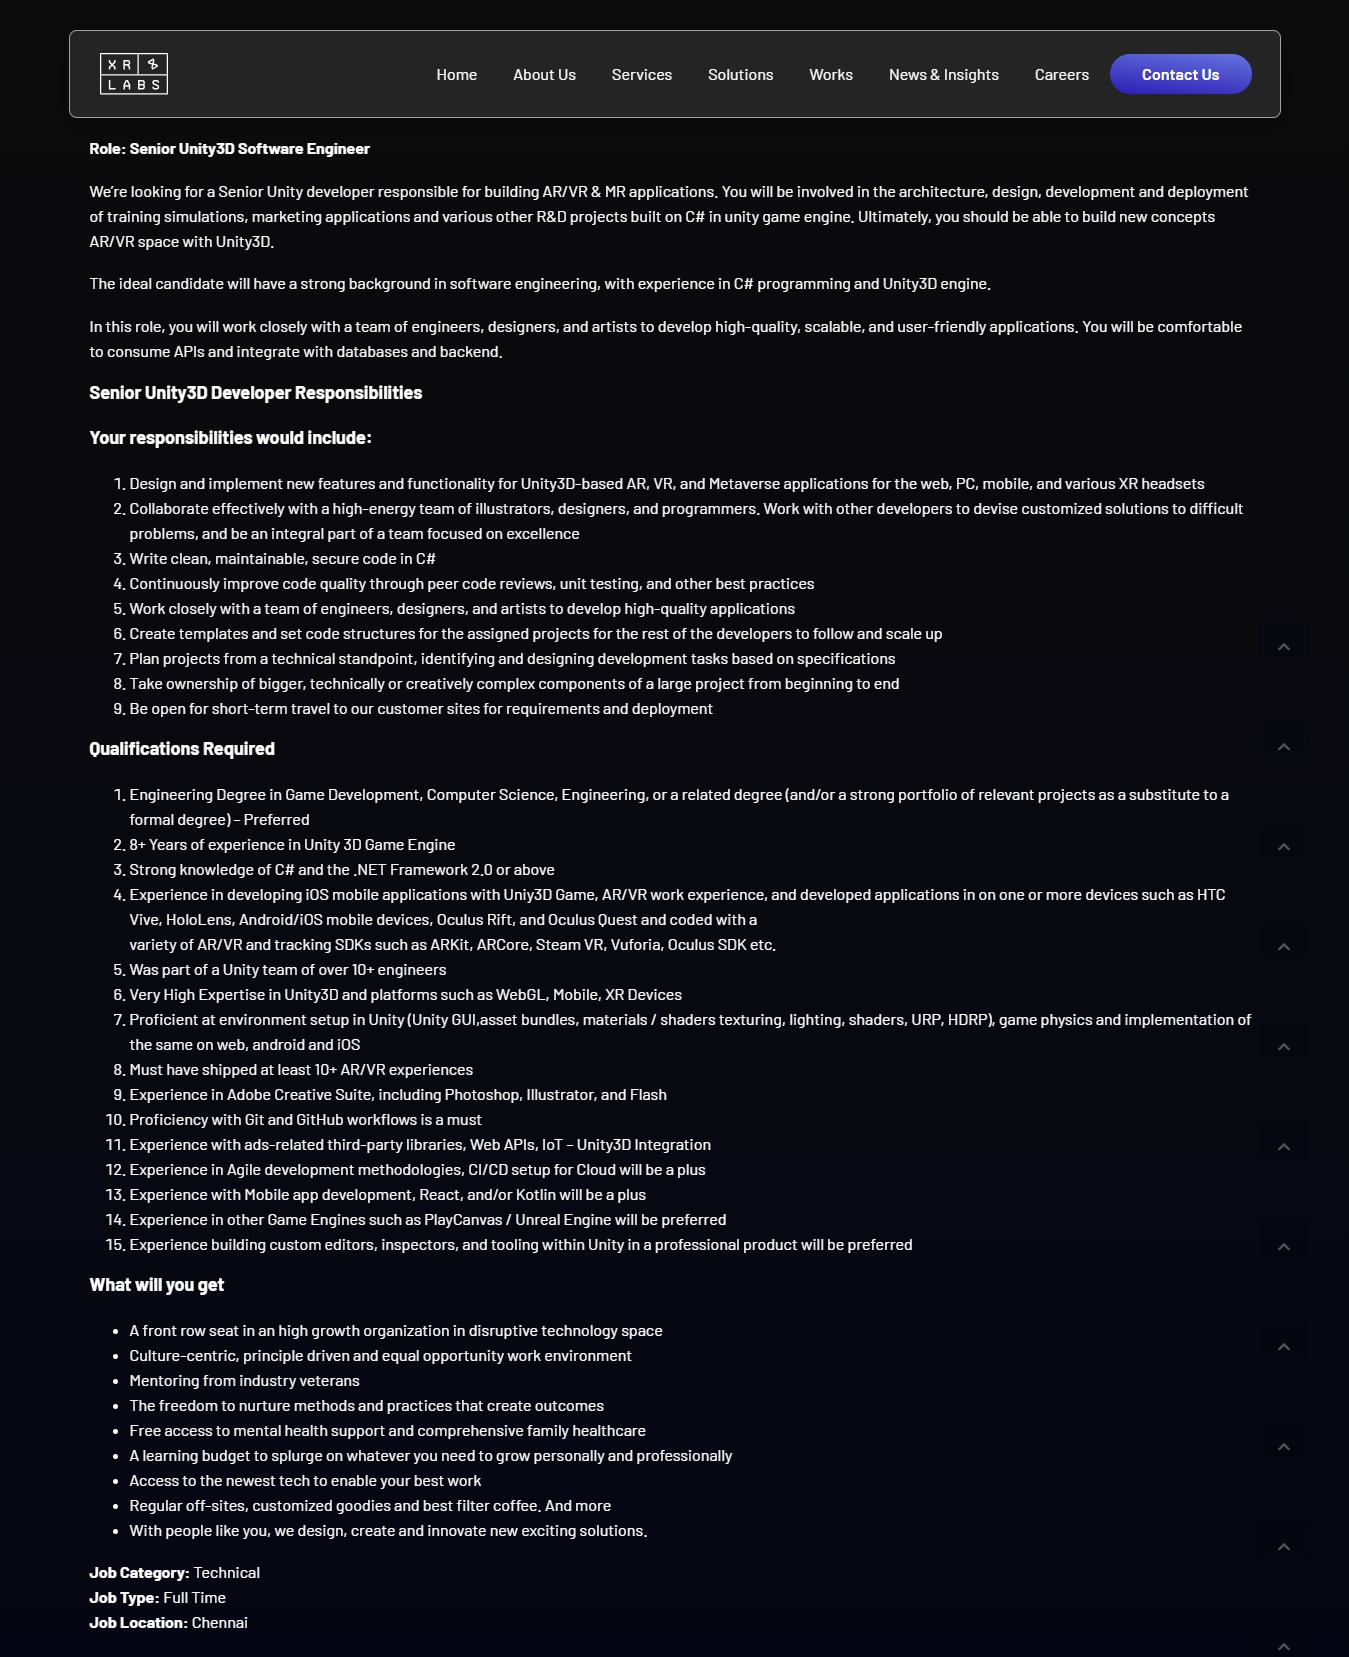 XR&
LABS
Home About Us Services Solutions Works News & Insights Careers Contact Us
Role: Senior Unity3D Software Engineer
We’re looking for a Senior Unity developer responsible for building AR/VR & MR applications. You will be involved in the architecture, design, development and deployment
of training simulations, marketing applications and various other R&D projects built on C# in unity game engine. Ultimately, you should be able to build new concepts
AR/VR space with Unity3D.
The ideal candidate will have a strong background in software engineering, with experience in C# programming and Unity3D engine.
In this role, you will work closely with a team of engineers, designers, and artists to develop high-quality, scalable, and user-friendly applications. You will be comfortable
to consume APIs and integrate with databases and backend.
Senior Unity3D Developer Responsibilities
Your responsibilities would include:
1. Design and implement new features and functionality for Unity3D-based AR, VR, and Metaverse applications for the web, PC, mobile, and various XR headsets
2. Collaborate effectively with a high-energy team of illustrators, designers, and programmers. Work with other developers to devise customized solutions to difficult
problems, and be an integral part of a team focused on excellence
3. Write clean, maintainable, secure code in C#
4. Continuously improve code quality through peer code reviews, unit testing, and other best practices
5. Work closely with a team of engineers, designers, and artists to develop high-quality applications
6. Create templates and set code structures for the assigned projects for the rest of the developers to follow and scale up
7. Plan projects from a technical standpoint, identifying and designing development tasks based on specifications
8. Take ownership of bigger, technically or creatively complex components of a large project from beginning to end
9. Be open for short-term travel to our customer sites for requirements and deployment
Qualifications Required
1. Engineering Degree in Game Development, Computer Science, Engineering, or a related degree (and/or a strong portfolio of relevant projects as a substitute to a
formal degree) – Preferred
2. 8+ Years of experience in Unity 3D Game Engine
3. Strong knowledge of C# and the .NET Framework 2.0 or above
4. Experience in developing iOS mobile applications with Uniy3D Game, AR/VR work experience, and developed applications in on one or more devices such as HTC
Vive, HoloLens, Android/iOS mobile devices, Oculus Rift, and Oculus Quest and coded with a
variety of AR/VR and tracking SDKs such as ARKit, ARCore, Steam VR, Vuforia, Oculus SDK etc.
5. Was part of a Unity team of over 10+ engineers
6. Very High Expertise in Unity3D and platforms such as WebGL, Mobile, XR Devices
7. Proficient at environment setup in Unity (Unity GUI,asset bundles, materials / shaders texturing, lighting, shaders, URP, HDRP), game physics and implementation of
the same on web, android and iOS
8. Must have shipped at least 10+ AR/VR experiences
9. Experience in Adobe Creative Suite, including Photoshop, Illustrator, and Flash
10. Proficiency with Git and GitHub workflows is a must
11. Experience with ads-related third-party libraries, Web APIs, IoT – Unity3D Integration
12. Experience in Agile development methodologies, CI/CD setup for Cloud will be a plus
13. Experience with Mobile app development, React, and/or Kotlin will be a plus
14. Experience in other Game Engines such as PlayCanvas / Unreal Engine will be preferred
15. Experience building custom editors, inspectors, and tooling within Unity in a professional product will be preferred
What will you get
• A front row seat in an high growth organization in disruptive technology space
• Culture-centric, principle driven and equal opportunity work environment
• Mentoring from industry veterans
• The freedom to nurture methods and practices that create outcomes
• Free access to mental health support and comprehensive family healthcare
• A learning budget to splurge on whatever you need to grow personally and professionally
• Access to the newest tech to enable your best work
• Regular off-sites, customized goodies and best filter coffee. And more
• With people like you, we design, create and innovate new exciting solutions.
Job Category: Technical
Job Type: Full Time
Job Location: Chennai